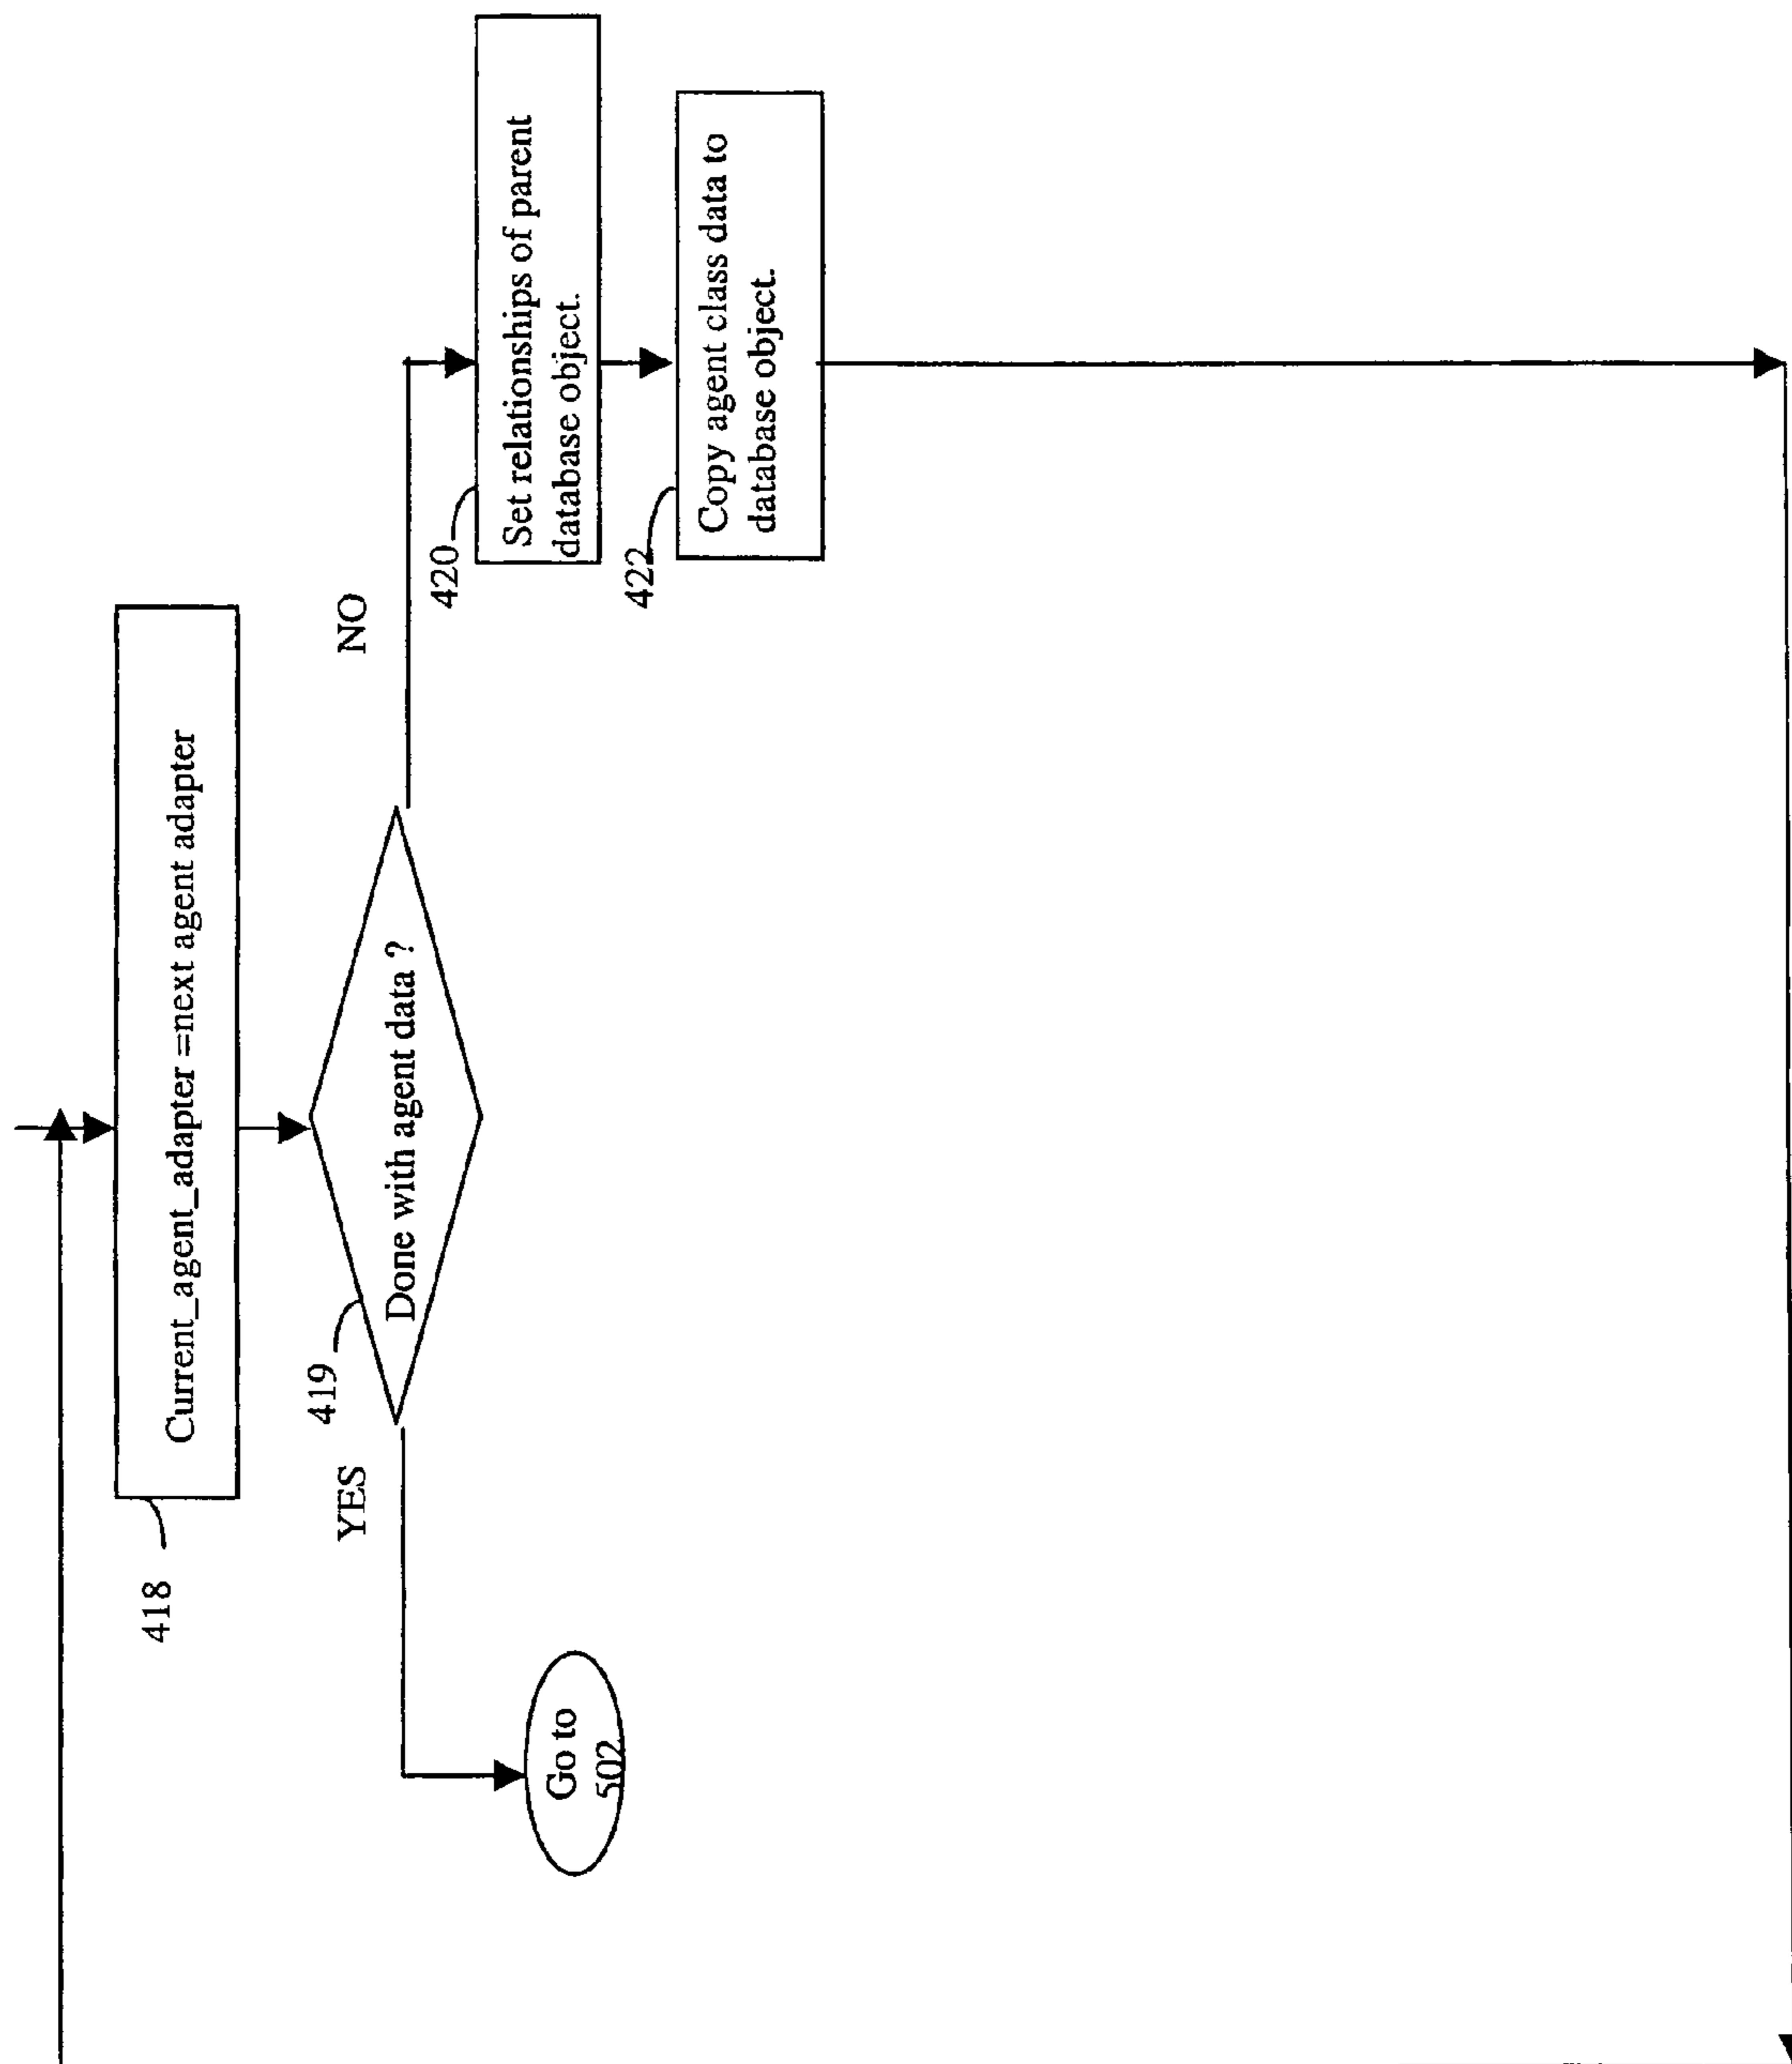 418
Current_agent_adapter =next agent adapter
419
Done with agent data ?
YES
NO
Go to
502
420
Set relationships of parent
database object.
422
Copy agent class data to
database object.